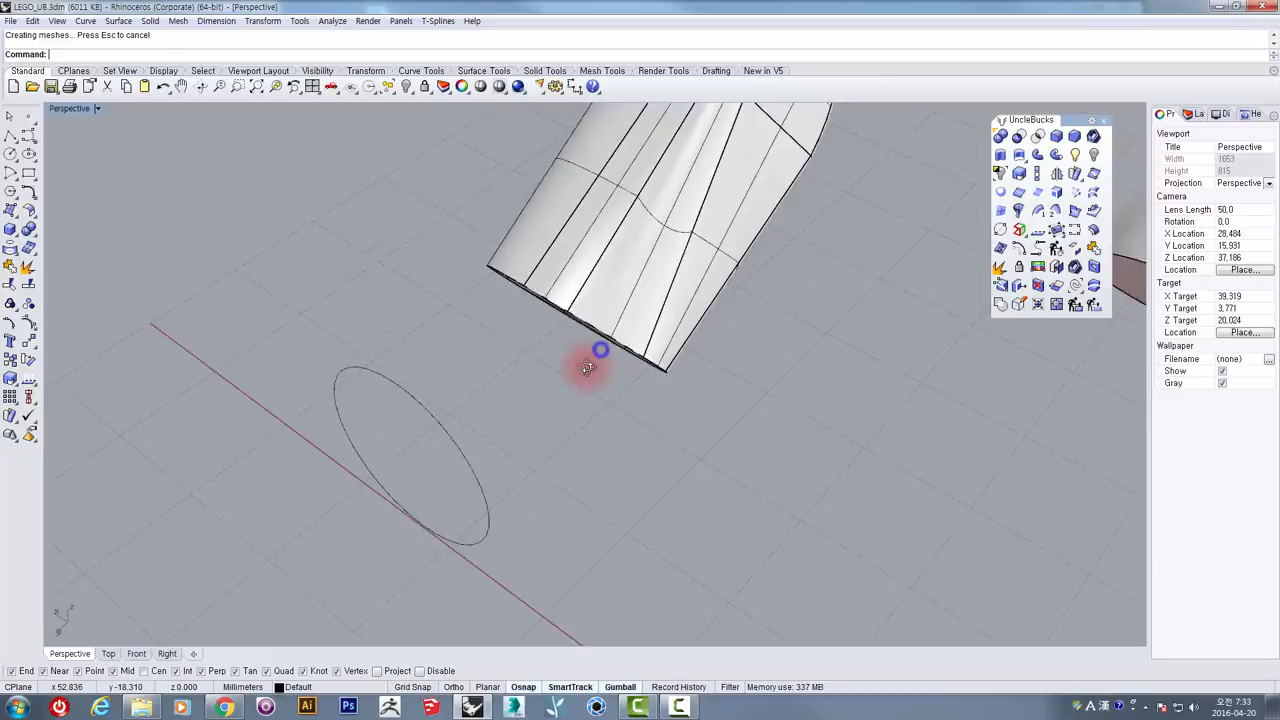 LEGO_UB.3dm (6011 KB) - Rhinoceros (Corporate) (64-bit) - [Perspective]
File Edit View Curve Surface Solid Mesh Dimension Transform Tools Analyze Render Panels T-Splines Help
Creating meshes... Press Esc to cancel
Command:
Standard CPlanes Set View Display Select Viewport Layout Visibility Transform Curve Tools Surface Tools Solid Tools Mesh Tools Render Tools Drafting New in V5
Perspective
UncleBucks
Pr La Di He
Viewport
Title Perspective
Width 1653
Height 815
Projection Perspective
Camera
Lens Length 50,0
Rotation 0,0
X Location 28,484
Y Location 15,931
Z Location 37,186
Location Place...
Target
X Target 39,319
Y Target 3,771
Z Target 20,024
Location Place...
Wallpaper
Filename (none) ...
Show
Gray
x z
y
Perspective Top Front Right
End Near Point Mid Cen Int Perp Tan Quad Knot Vertex Project Disable
CPlane x 52.836 y -18.310 z 0.000 Millimeters Default Grid Snap Ortho Planar Osnap SmartTrack Gumball Record History Filter Memory use: 337 MB
Ai Ps
A 漢
오전 7:33
2016-04-20